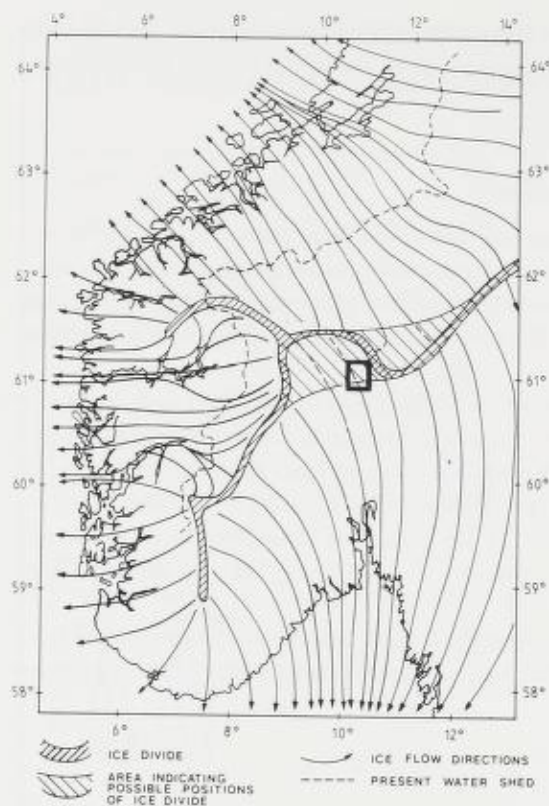 4° 6° 8° 10° 12° 14°
64° 64°
63° 63°
62° 62°
61° 61°
60° 60°
59° 59°
58° 58°
6° 8° 10° 12°
ICE DIVIDE
AREA INDICATING
POSSIBLE POSITIONS
OF ICE DIVIDE
ICE FLOW DIRECTIONS
PRESENT WATER SHED